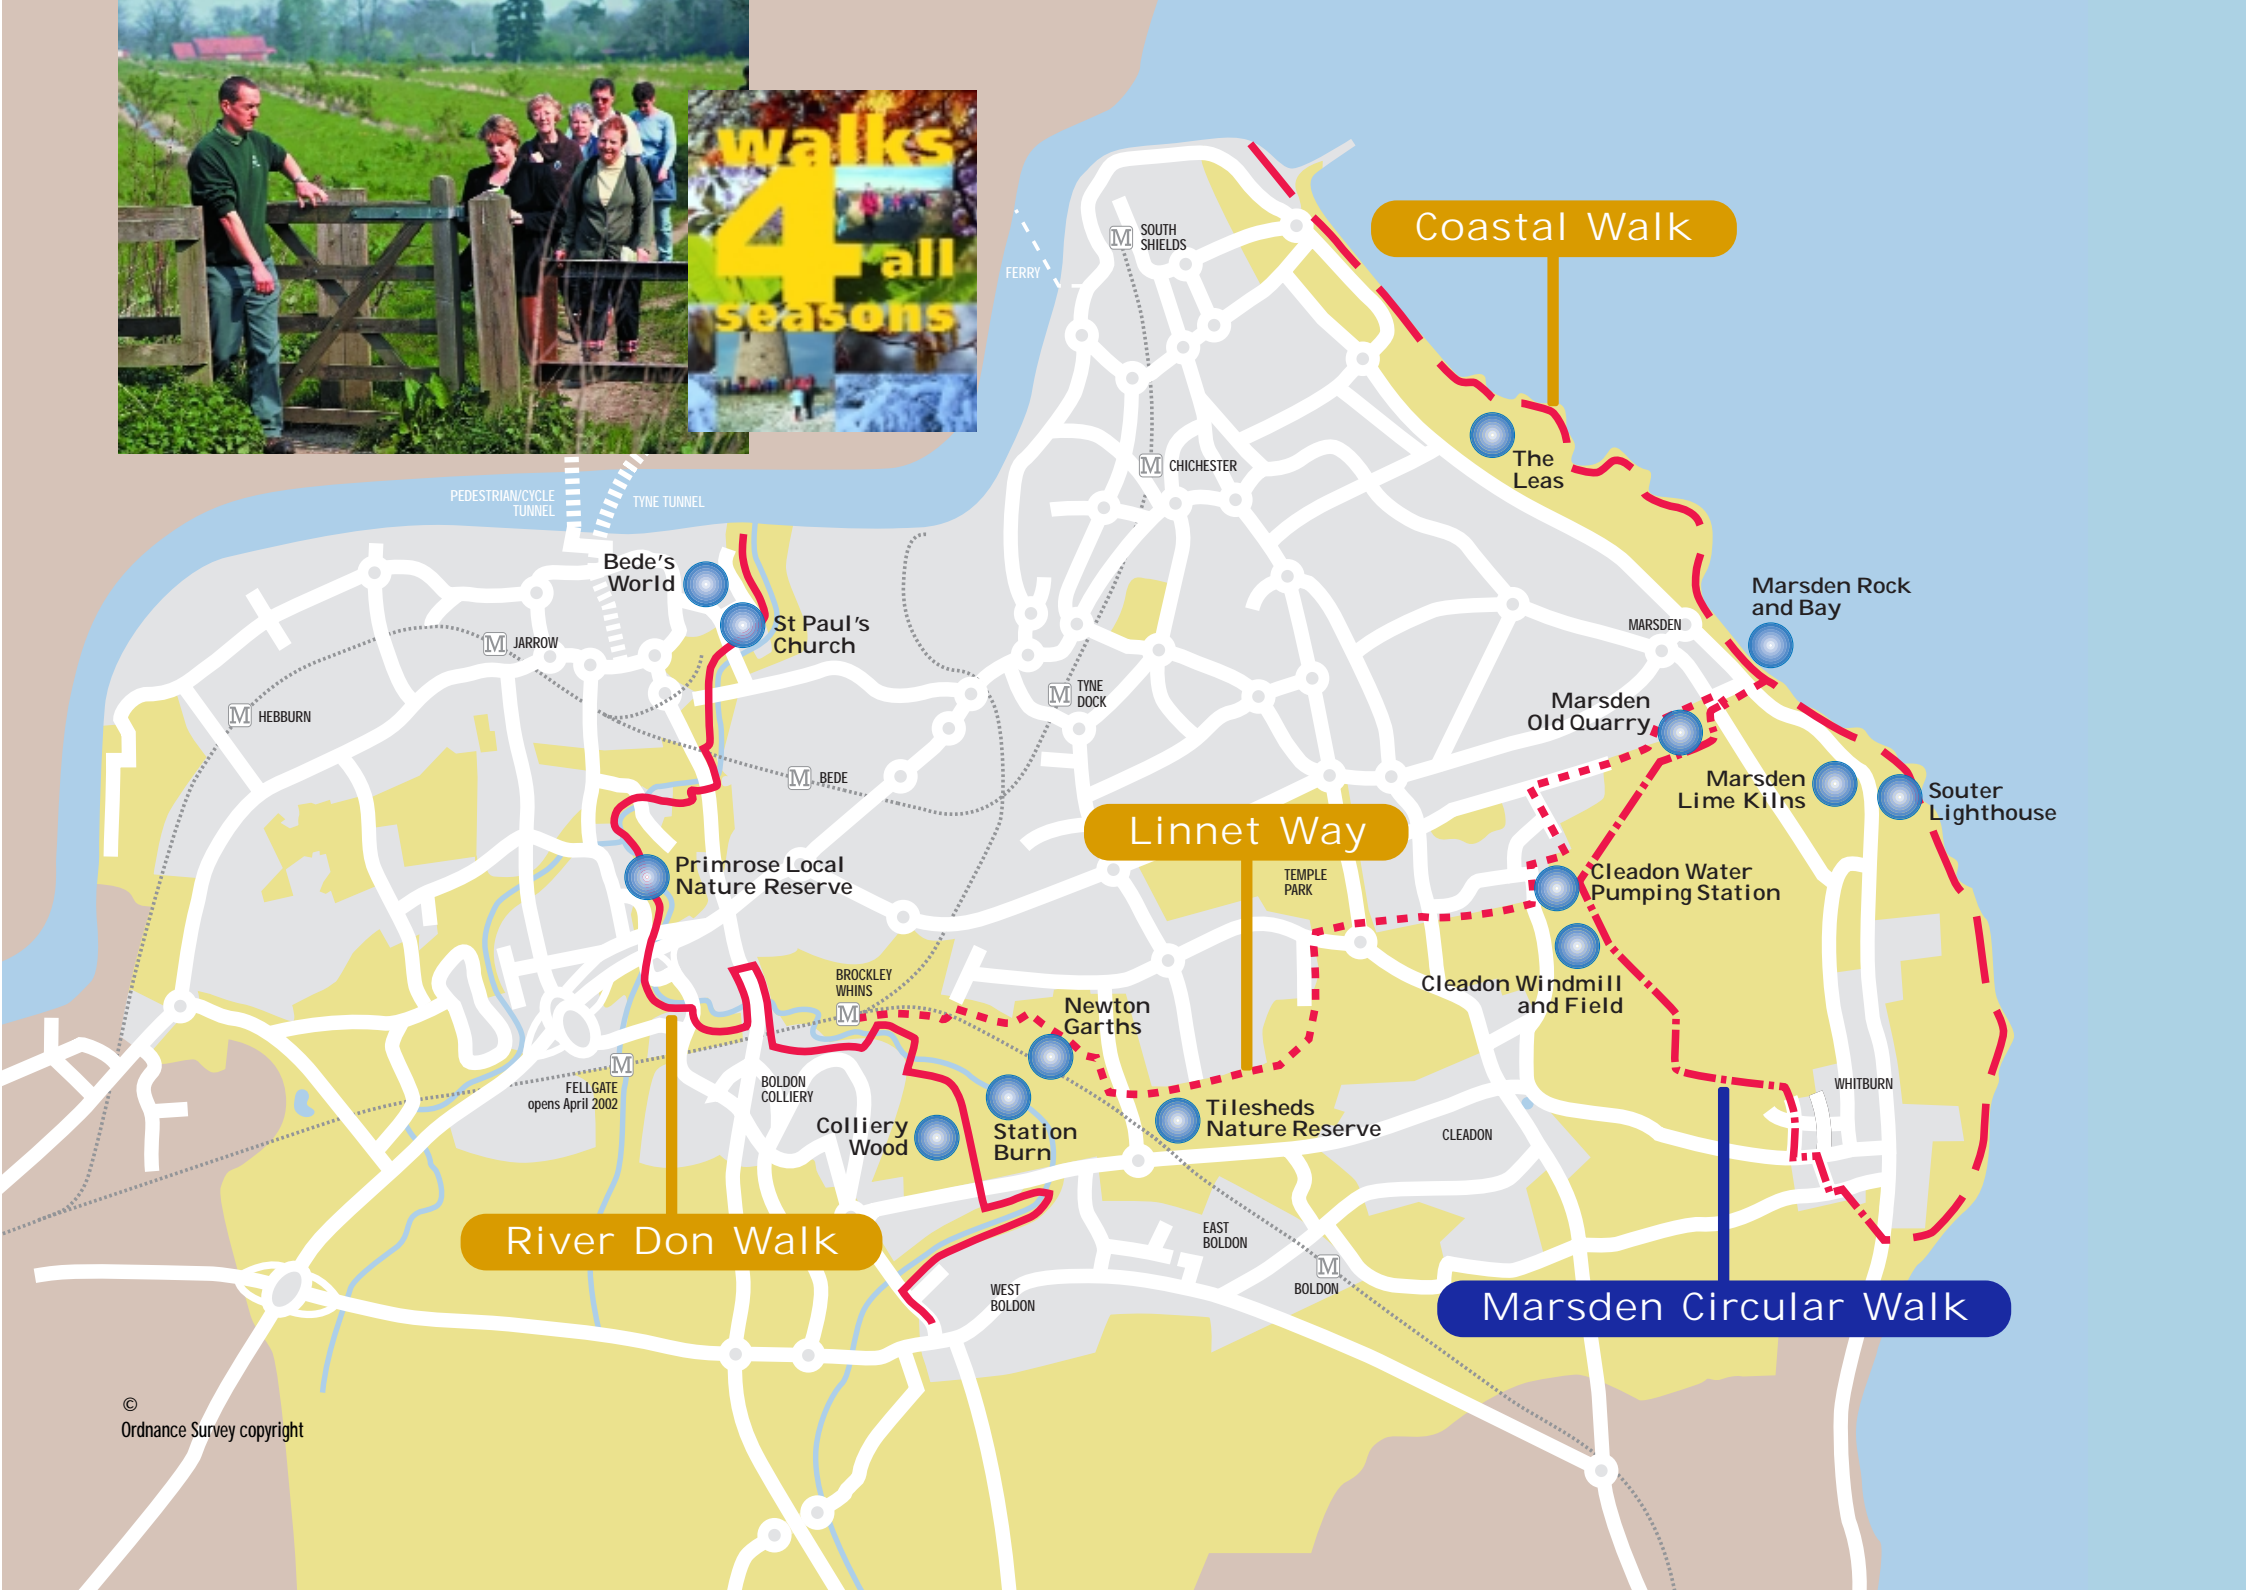 walks
4 all
seasons
Coastal Walk
SOUTH
SHIELDS
FERRY
M
M
CHICHESTER
The
Leas
PEDESTRIAN/CYCLE
TUNNEL
TYNE TUNNEL
Bede's
World
St Paul's
Church
M
JARROW
M
HEBBURN
M
TYNE
DOCK
M
BEDE
MARSDEN
Marsden Rock
and Bay
Marsden
Old Quarry
Marsden
Lime Kilns
Souter
Lighthouse
Linnet Way
TEMPLE
PARK
Primrose Local
Nature Reserve
Cleadon Water
Pumping Station
Cleadon Windmill
and Field
BROCKLEY
WHINS
M
Newton
Garths
M
FELLGATE
opens April 2002
BOLDON
COLLIERY
Colliery
Wood
Station
Burn
Tilesheds
Nature Reserve
CLEADON
WHITBURN
River Don Walk
EAST
BOLDON
M
BOLDON
WEST
BOLDON
Marsden Circular Walk
©
Ordnance Survey copyright